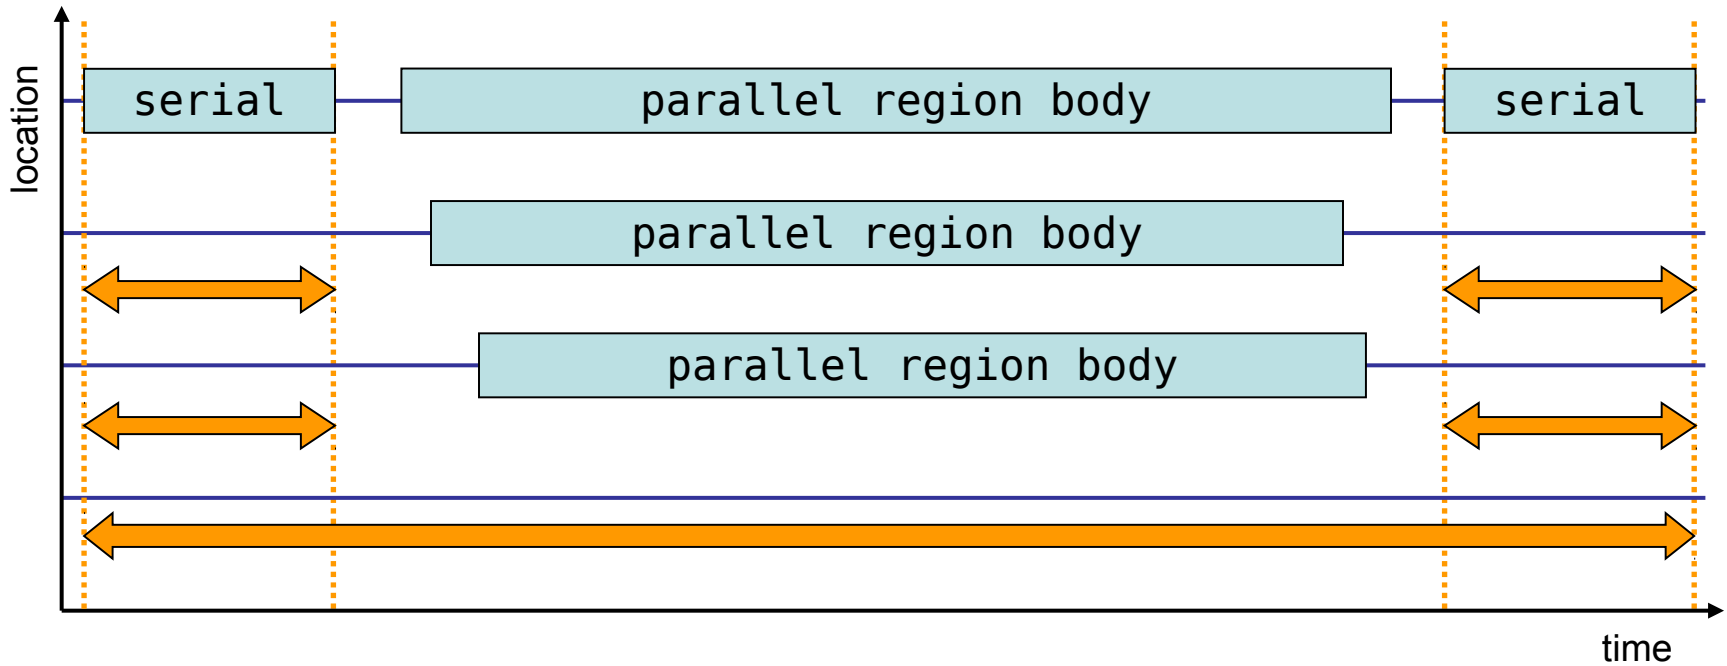 location
serial
parallel region body
serial
parallel region body
parallel region body
time